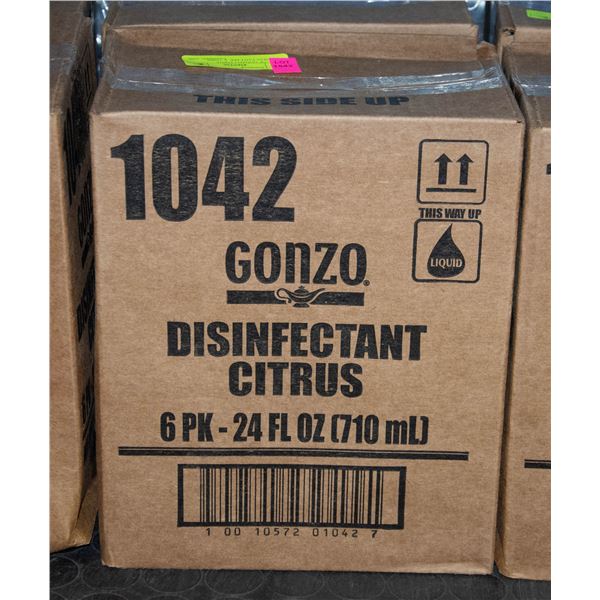 LOT
THIS SIDE UP
1042
THIS WAY UP
LIQUID
GONZO®
DISINFECTANT
CITRUS
6 PK - 24 FL OZ (710 mL)
1 00 10572 01042 7